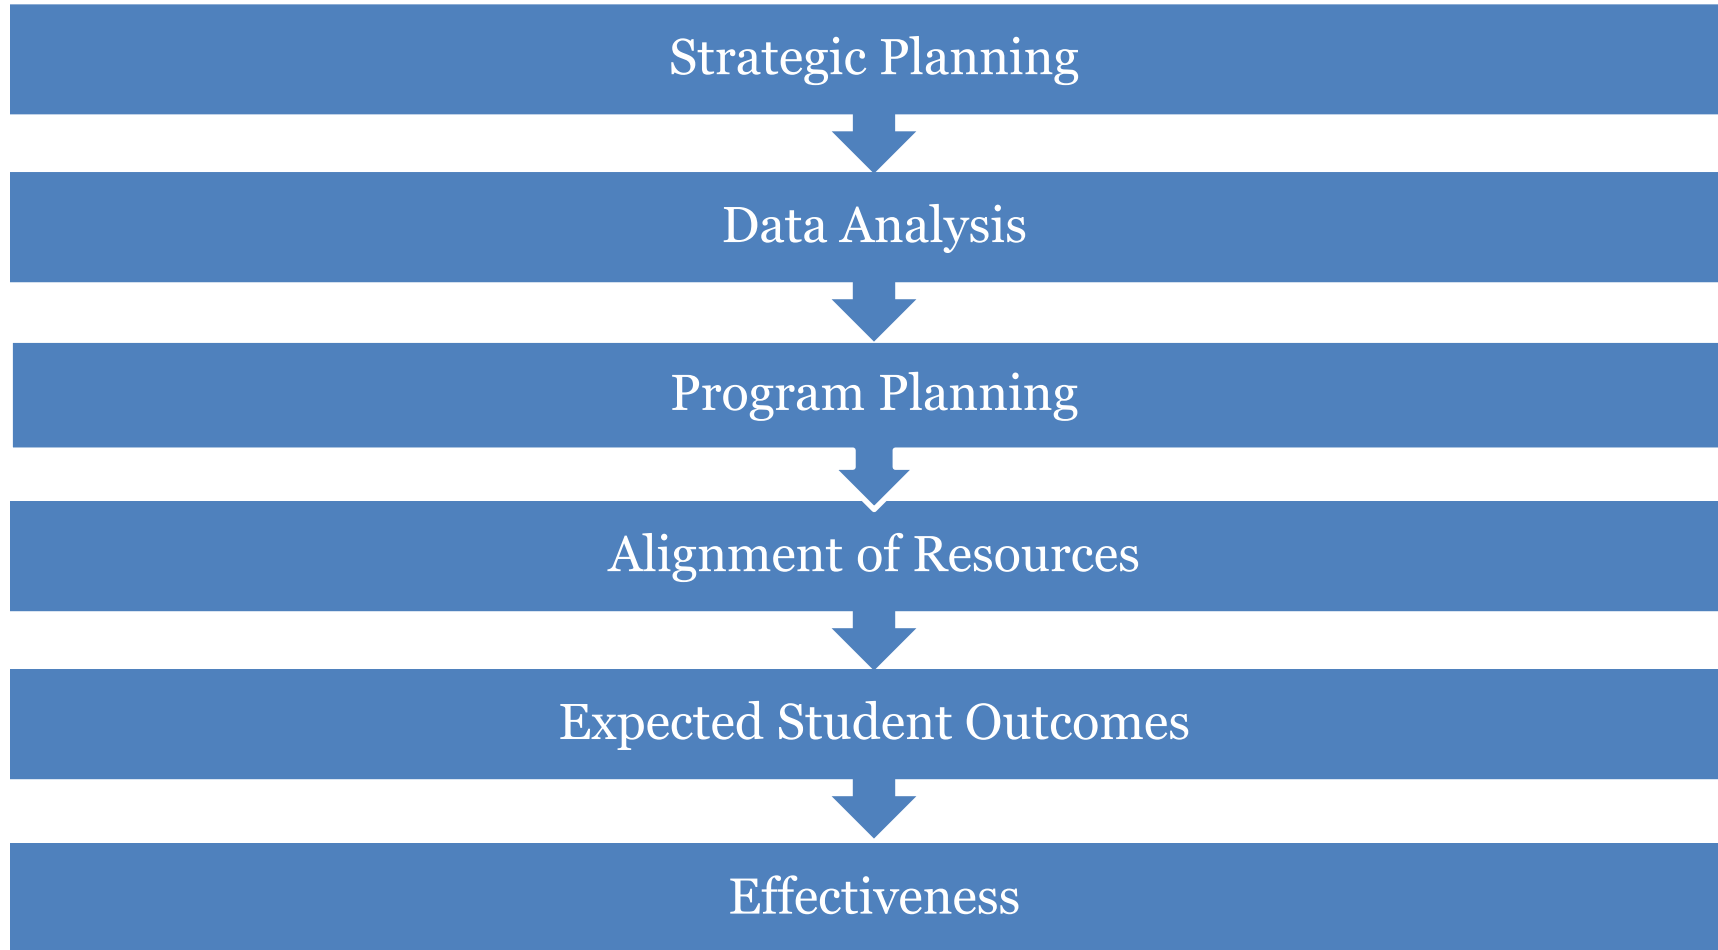 Strategic Planning
Data Analysis
Program Planning
Alignment of Resources
Expected Student Outcomes
Effectiveness